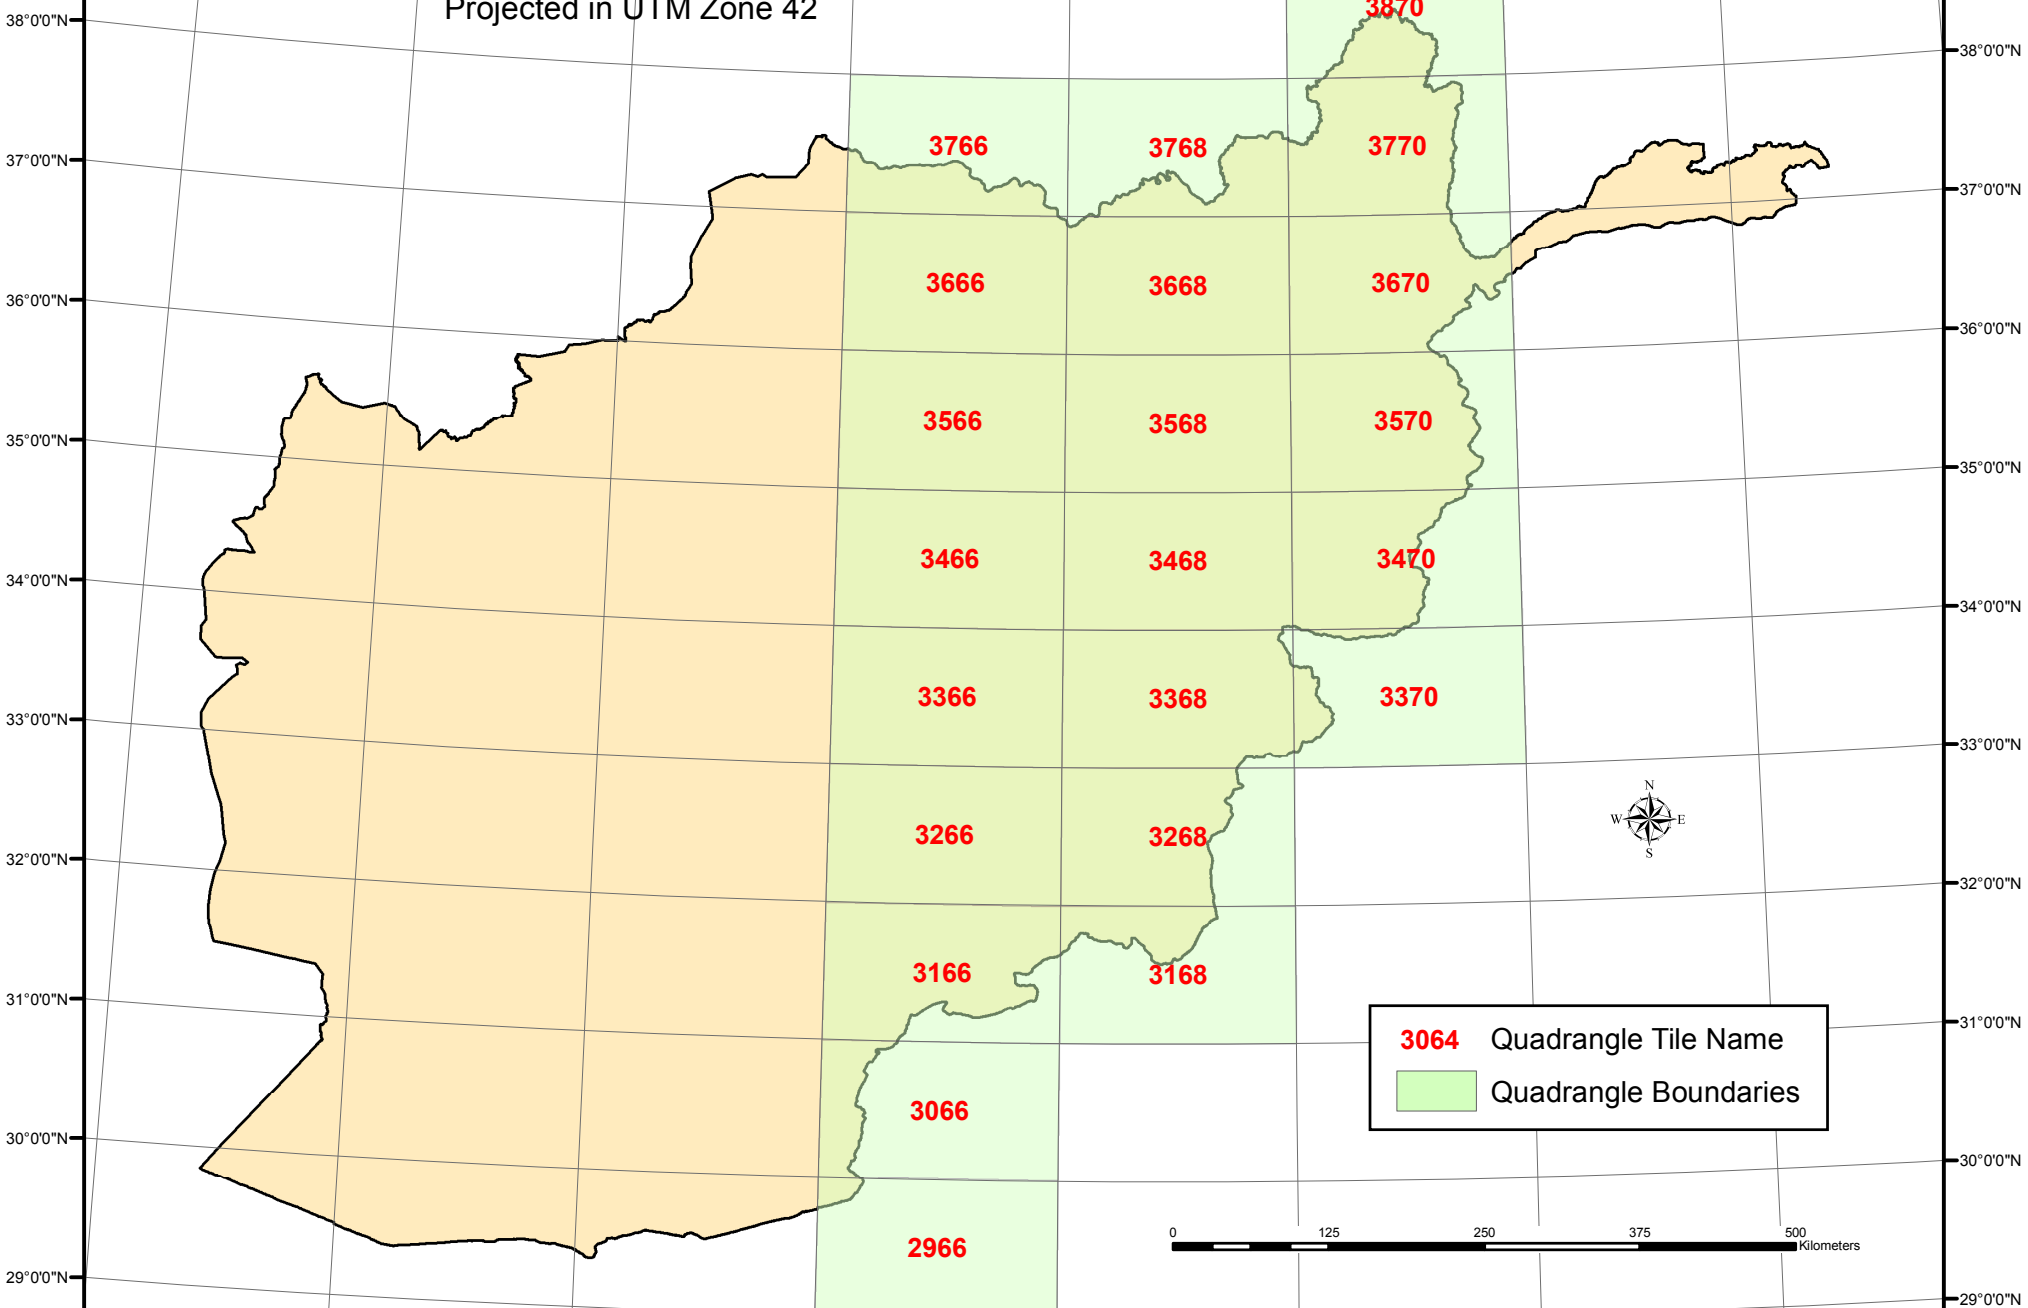 Projected in UTM Zone 42
3870
38°0'0"N
38°0'0"N
3766
3768
3770
37°0'0"N
37°0'0"N
3666
3668
3670
36°0'0"N
36°0'0"N
3566
3568
3570
35°0'0"N
35°0'0"N
3466
3468
3470
34°0'0"N
34°0'0"N
3366
3368
3370
33°0'0"N
33°0'0"N
N
W
E
S
3266
3268
32°0'0"N
32°0'0"N
3166
3168
31°0'0"N
31°0'0"N
3064 Quadrangle Tile Name
Quadrangle Boundaries
3066
30°0'0"N
30°0'0"N
2966
0 125 250 375 500
Kilometers
29°0'0"N
29°0'0"N